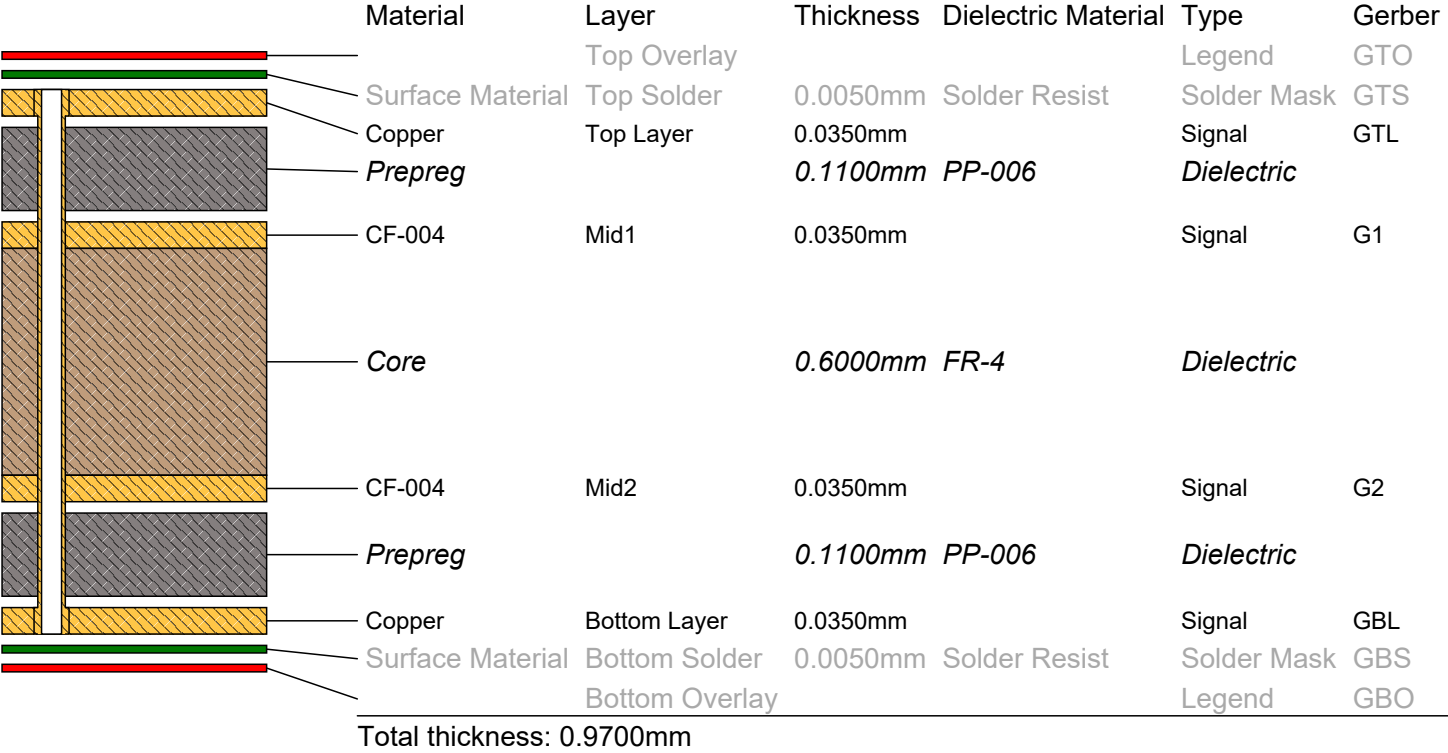 Material Layer Thickness Dielectric Material Type Gerber
Top Overlay Legend GTO
Surface Material Top Solder 0.0050mm Solder Resist Solder Mask GTS
Copper Top Layer 0.0350mm Signal GTL
Prepreg 0.1100mm PP-006 Dielectric
CF-004 Mid1 0.0350mm Signal G1
Core 0.6000mm FR-4 Dielectric
CF-004 Mid2 0.0350mm Signal G2
Prepreg 0.1100mm PP-006 Dielectric
Copper Bottom Layer 0.0350mm Signal GBL
Surface Material Bottom Solder 0.0050mm Solder Resist Solder Mask GBS
Bottom Overlay Legend GBO
Total thickness: 0.9700mm